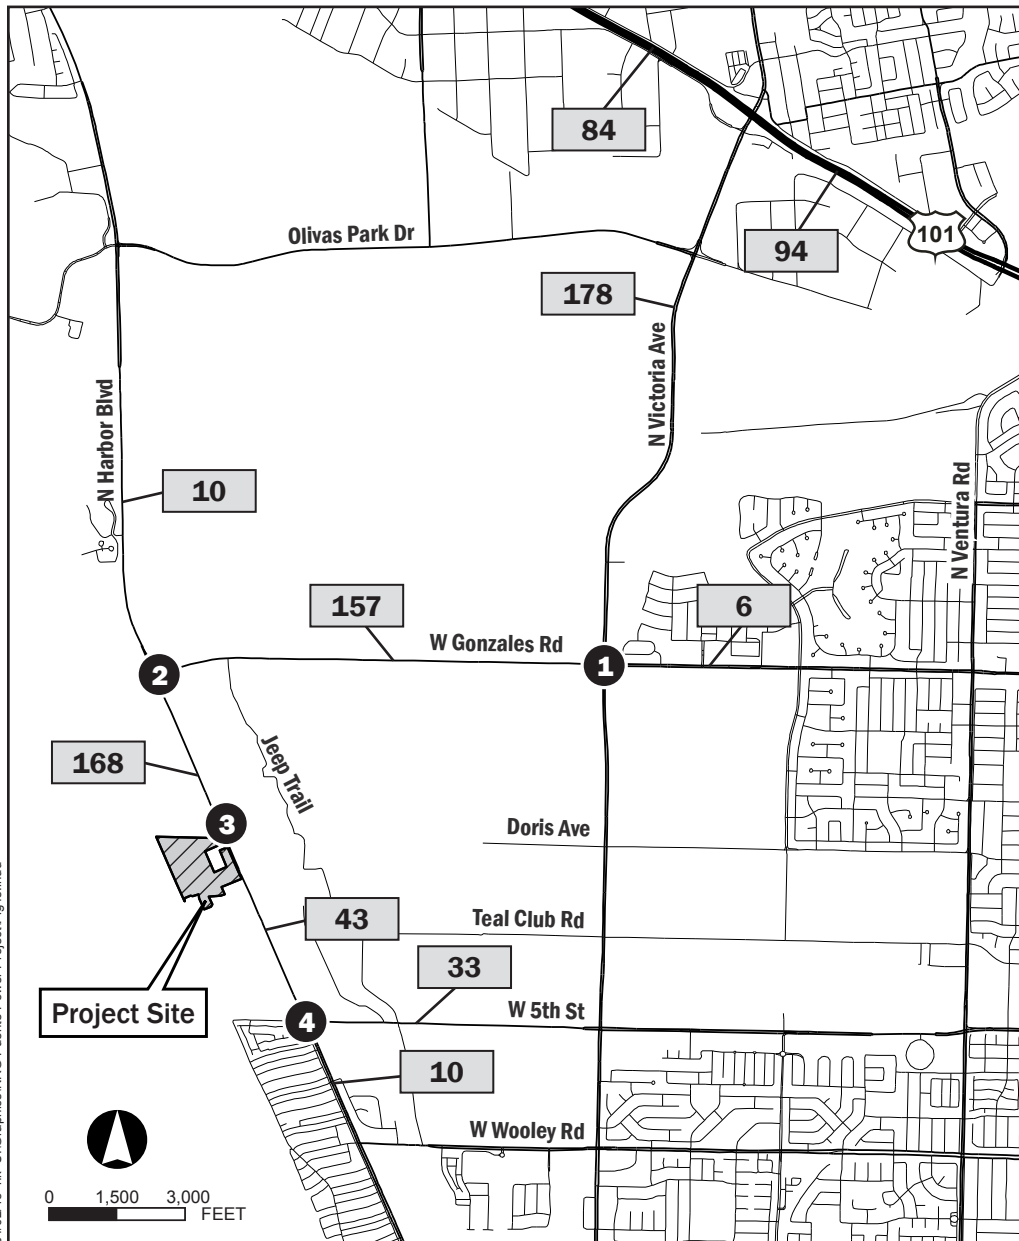 84
101
Olivas Park Dr
94
178
N Victoria Ave
N Harbor Blvd
10
N Ventura Rd
157
6
W Gonzales Rd
1
2
168
Jeep Trail
3
Doris Ave
43
Teal Club Rd
33
Project Site
W 5th St
4
10
W Wooley Rd
0 1,500 3,000
FEET